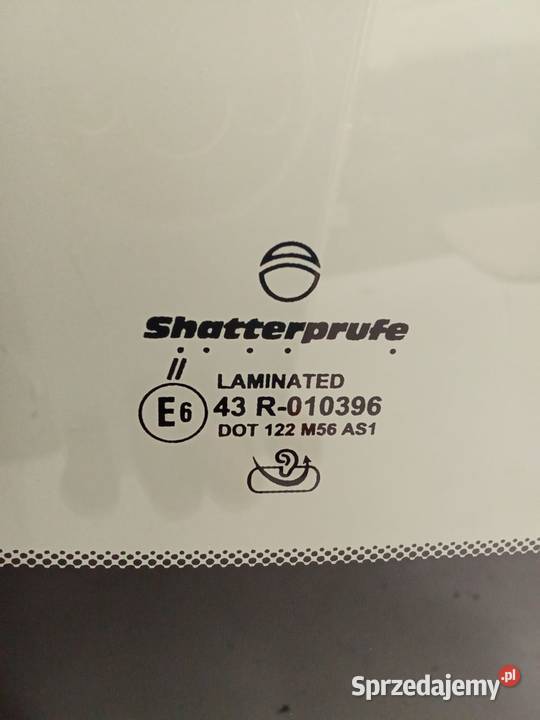 Shatterprufe
//
LAMINATED
E6 43 R-010396
DOT 122 M56 AS1
Sprzedajemy.pl